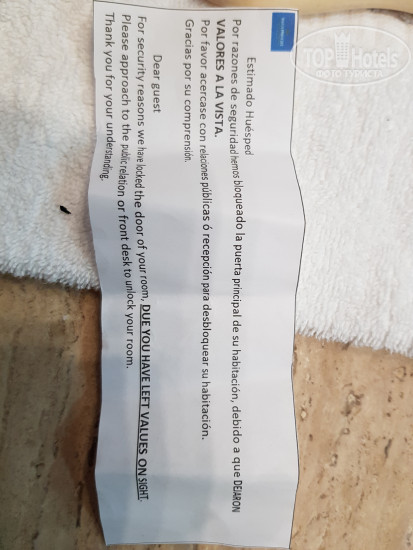 Estimado Huésped
Por razones de seguridad hemos bloqueado la puerta principal de su habitación, debido a que DEJARON
VALORES A LA VISTA.
Por favor acercase con relaciones públicas ó recepción para desbloquear su habitación.
Gracias por su comprensión.
Dear guest
For security reasons we have locked the door of your room, DUE YOU HAVE LEFT VALUES ON SIGHT.
Please approach to the public relation or front desk to unlock your room.
Thank you for your understanding.
TopHotels